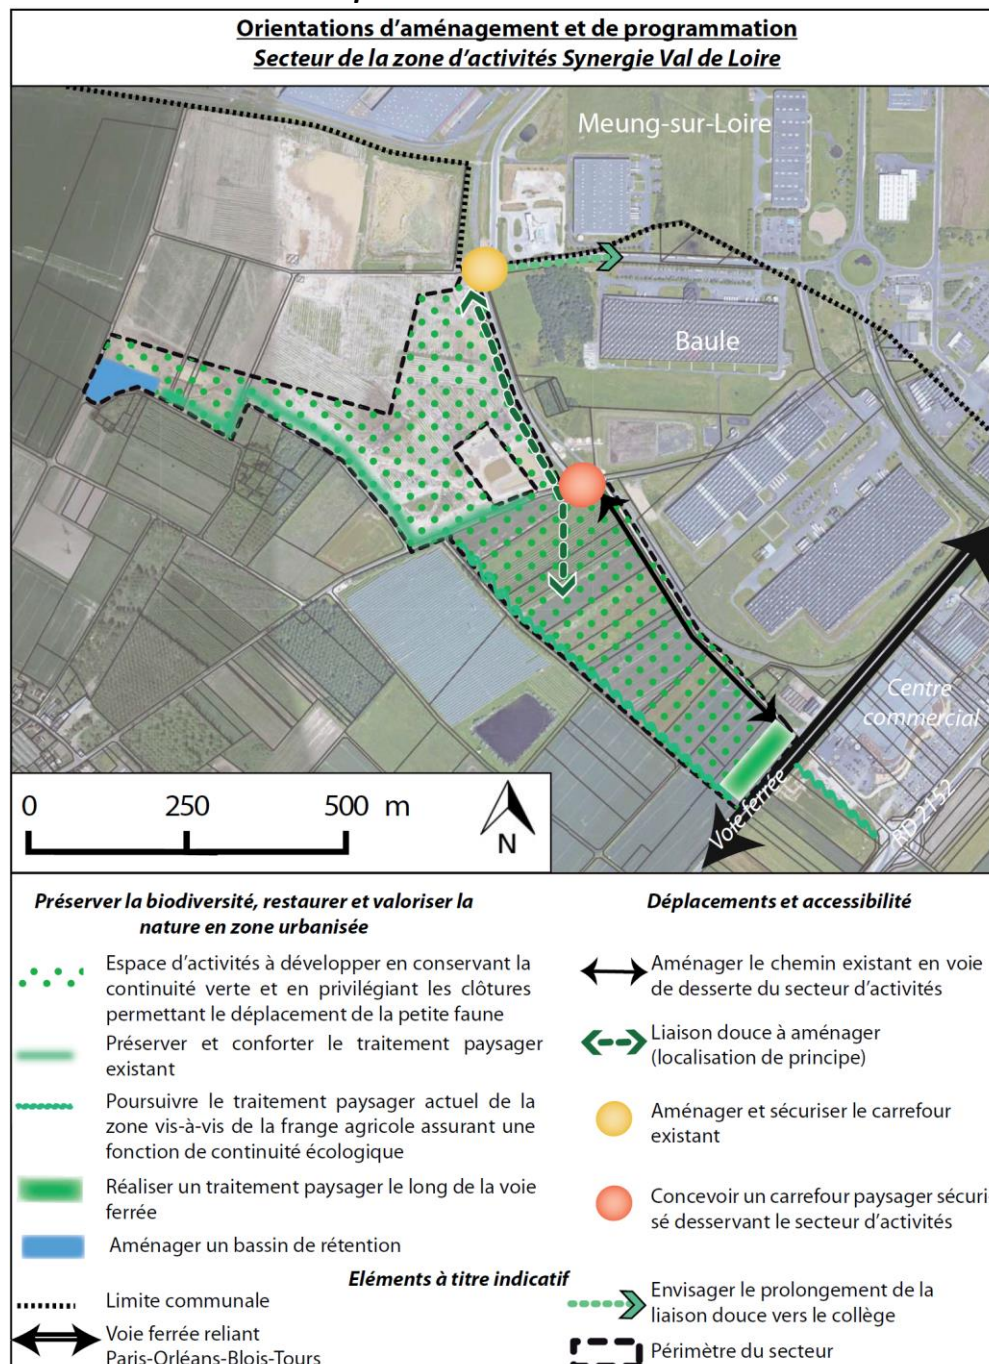 Orientations d'aménagement et de programmation
Secteur de la zone d'activités Synergie Val de Loire
Meung-sur-Loire
Baule
Centre
commercial
Voie ferrée
RD 2152
0 250 500 m
N
Préserver la biodiversité, restaurer et valoriser la
nature en zone urbanisée
Espace d'activités à développer en conservant la
continuité verte et en privilégiant les clôtures
permettant le déplacement de la petite faune
Préserver et conforter le traitement paysager
existant
Poursuivre le traitement paysager actuel de la
zone vis-à-vis de la frange agricole assurant une
fonction de continuité écologique
Réaliser un traitement paysager le long de la voie
ferrée
Aménager un bassin de rétention
Déplacements et accessibilité
Aménager le chemin existant en voie
de desserte du secteur d'activités
Liaison douce à aménager
(localisation de principe)
Aménager et sécuriser le carrefour
existant
Concevoir un carrefour paysager sécuri
sé desservant le secteur d'activités
Eléments à titre indicatif
Limite communale
Voie ferrée reliant
Paris-Orléans-Blois-Tours
Envisager le prolongement de la
liaison douce vers le collège
Périmètre du secteur